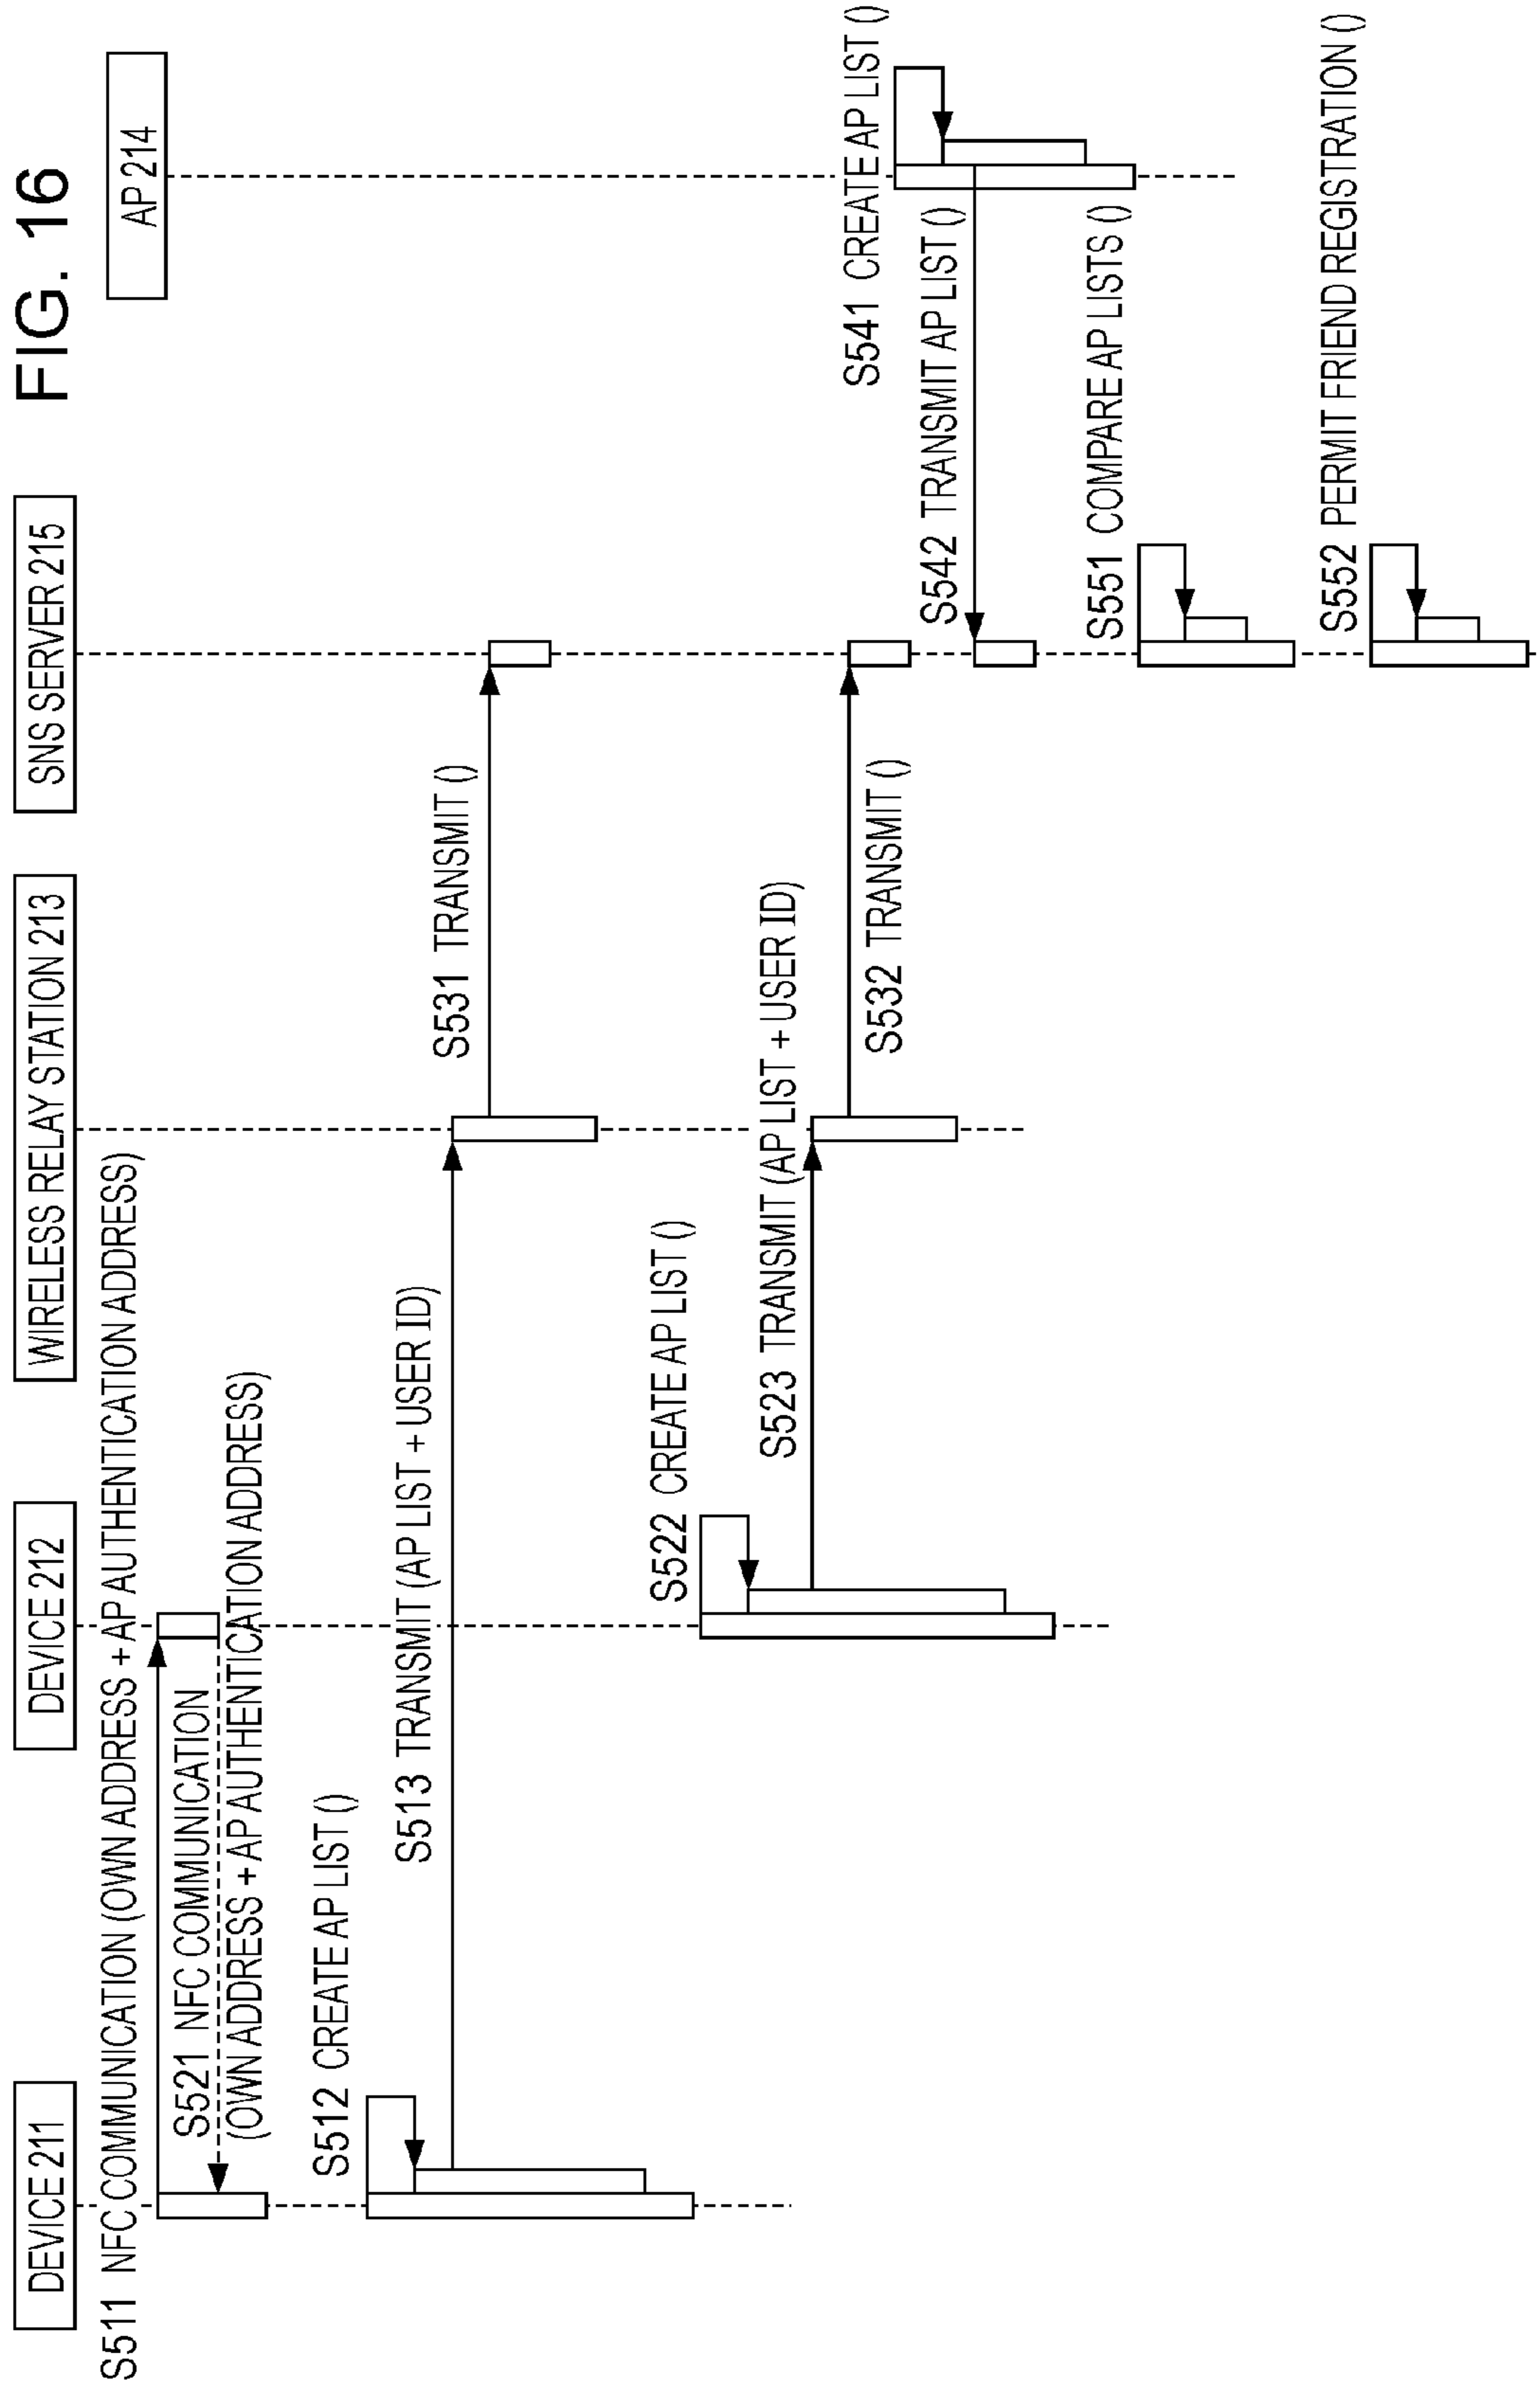 FIG. 16
DEVICE 211
DEVICE 212
WIRELESS RELAY STATION 213
SNS SERVER 215
AP 214
S511 NFC COMMUNICATION (OWN ADDRESS + AP AUTHENTICATION ADDRESS)
S521 NFC COMMUNICATION
(OWN ADDRESS + AP AUTHENTICATION ADDRESS)
S512 CREATE AP LIST ()
S513 TRANSMIT (AP LIST + USER ID)
S531 TRANSMIT ()
S522 CREATE AP LIST ()
S523 TRANSMIT (AP LIST + USER ID)
S532 TRANSMIT ()
S541 CREATE AP LIST ()
S542 TRANSMIT AP LIST ()
S551 COMPARE AP LISTS ()
S552 PERMIT FRIEND REGISTRATION ()